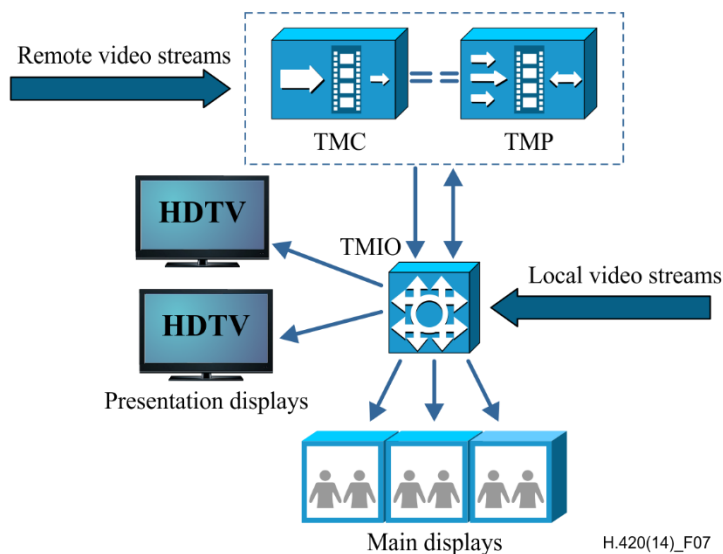 Remote video streams
TMC
TMP
HDTV
TMIO
Local video streams
HDTV
Presentation displays
Main displays
H.420(14)_F07